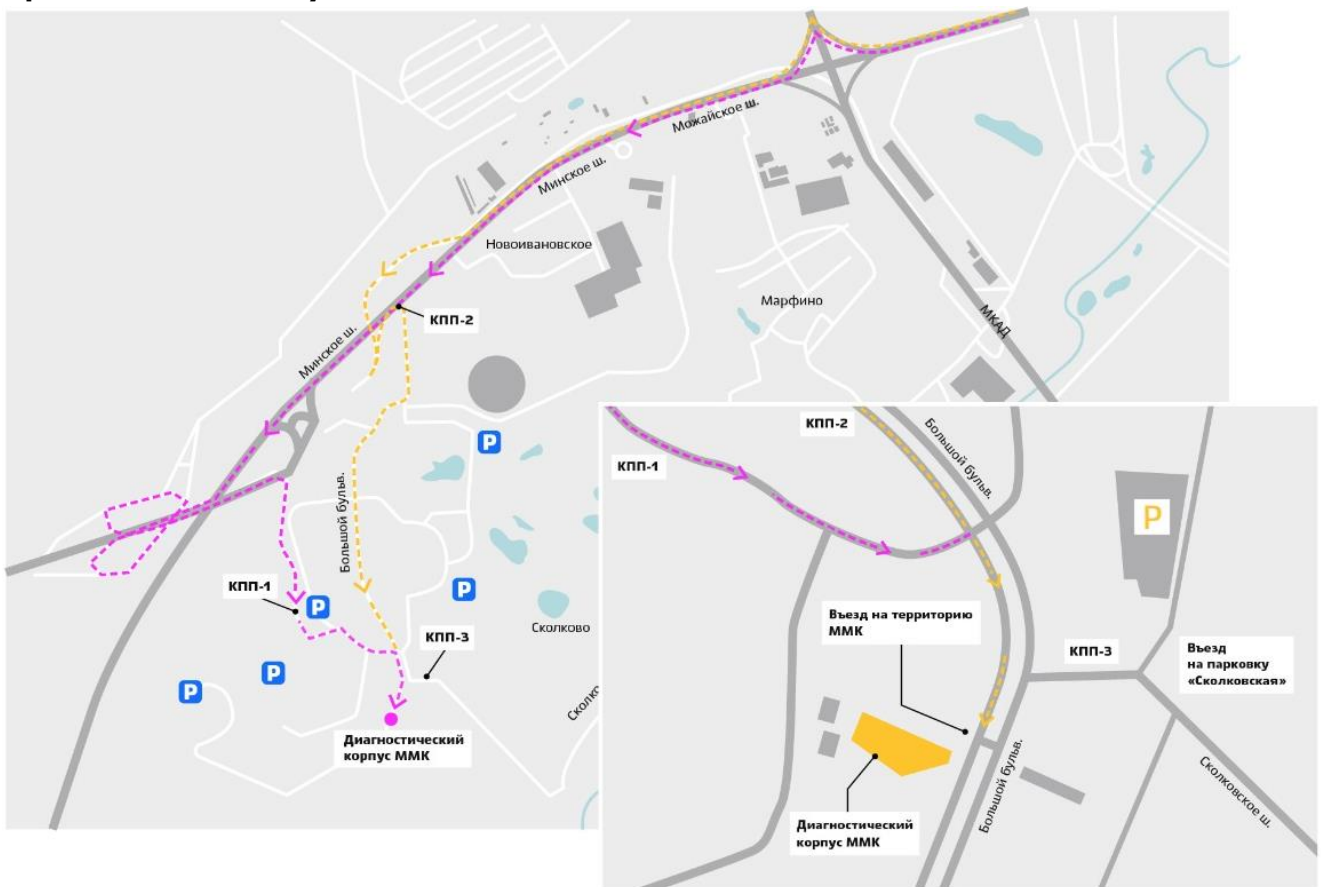 Можайское ш.
Минское ш.
Новоивановское
Марфино
КПП-2
МКАД
Минское ш.
P
Большой бульв.
КПП-1
P
P
КПП-3
Сколково
P
P
Диагностический
корпус ММК
КПП-2
Большой бульв.
КПП-1
P
Въезд на территорию
ММК
КПП-3
Въезд
на парковку
«Сколковская»
Большой бульв.
Сколковское ш.
Диагностический
корпус ММК